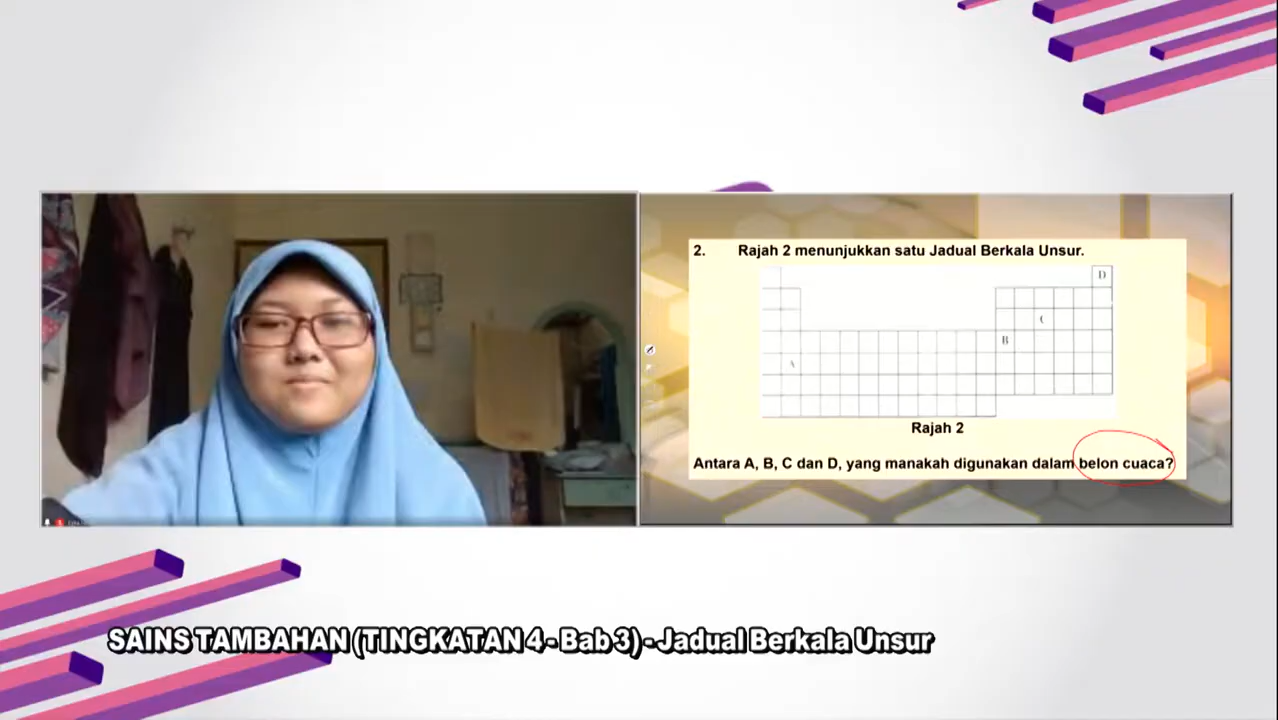 2. Rajah 2 menunjukkan satu Jadual Berkala Unsur.
D
C
B
A
Rajah 2
Antara A, B, C dan D, yang manakah digunakan dalam belon cuaca?
SAINS TAMBAHAN (TINGKATAN 4 - Bab 3) - Jadual Berkala Unsur